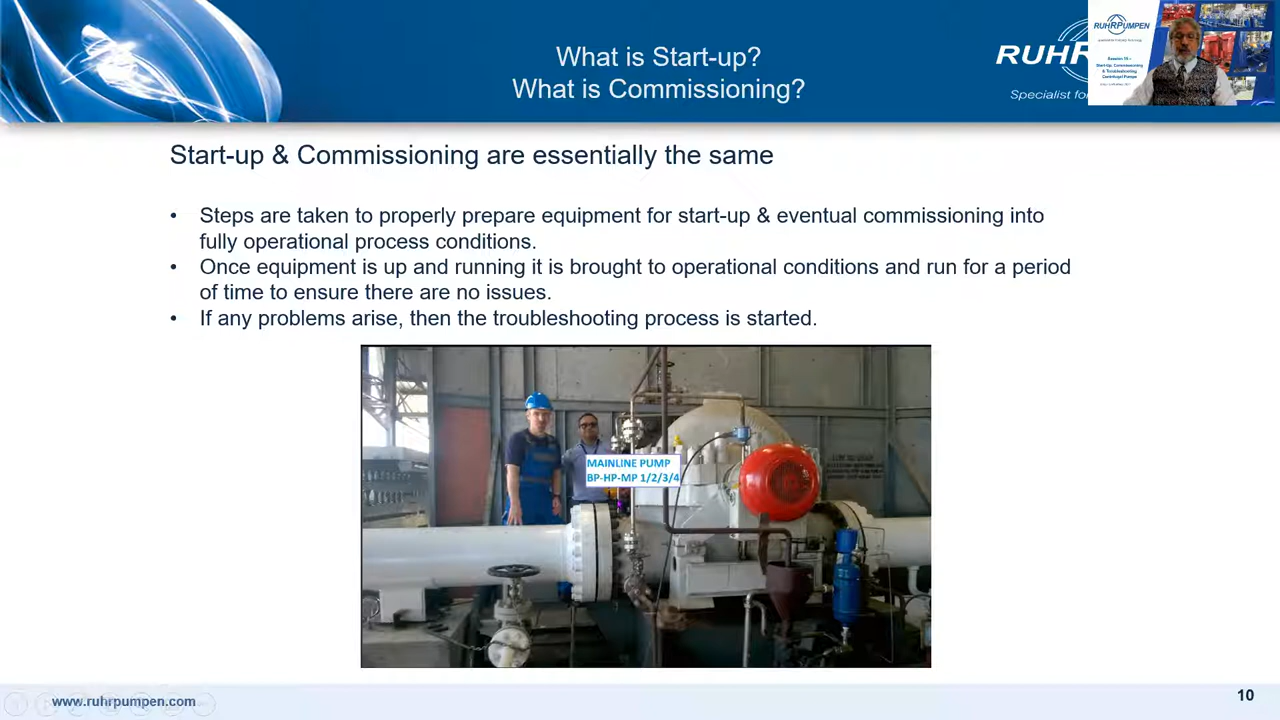 What is Start-up?
What is Commissioning?
RUHRPUMPEN
Start-up & Commissioning are essentially the same
• Steps are taken to properly prepare equipment for start-up & eventual commissioning into
fully operational process conditions.
• Once equipment is up and running it is brought to operational conditions and run for a period
of time to ensure there are no issues.
• If any problems arise, then the troubleshooting process is started.
MAINLINE PUMP
BP-HP-MP 1/2/3/4
www.ruhrpumpen.com
10